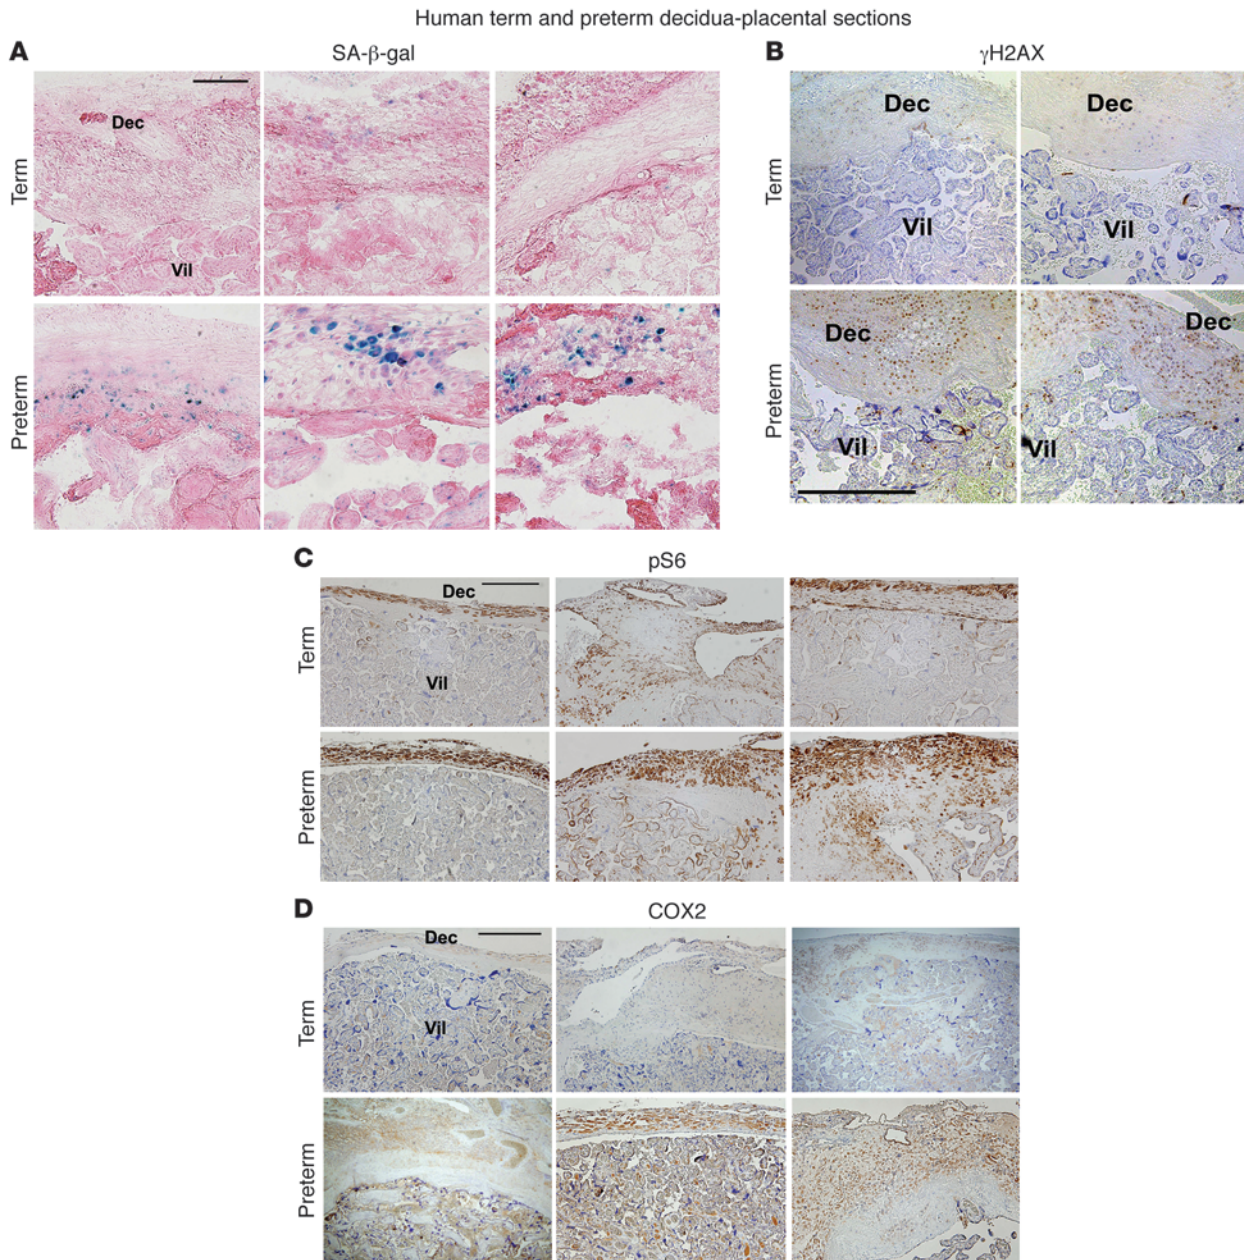 Human term and preterm decidua-placental sections
A
SA-β-gal
Term
Dec
Vil
Preterm
B
γH2AX
Term
Dec
Dec
Vil
Vil
Preterm
Dec
Dec
Vil
Vil
C
pS6
Term
Dec
Vil
Preterm
D
COX2
Term
Dec
Vil
Preterm